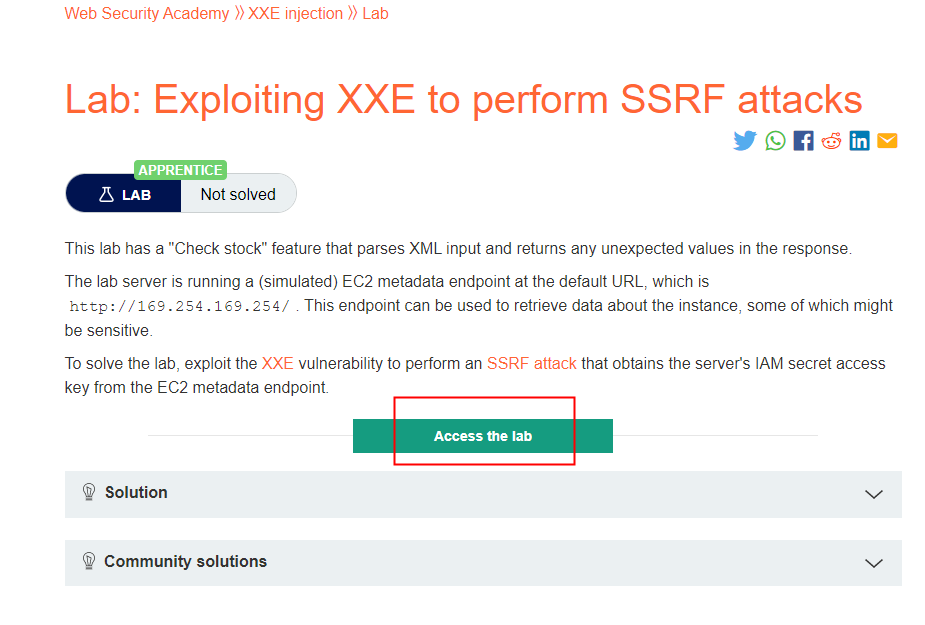 Web Security Academy >> XXE injection >> Lab
Lab: Exploiting XXE to perform SSRF attacks
APPRENTICE
LAB Not solved
This lab has a "Check stock" feature that parses XML input and returns any unexpected values in the response.
The lab server is running a (simulated) EC2 metadata endpoint at the default URL, which is
http://169.254.169.254/ . This endpoint can be used to retrieve data about the instance, some of which might
be sensitive.
To solve the lab, exploit the XXE vulnerability to perform an SSRF attack that obtains the server's IAM secret access
key from the EC2 metadata endpoint.
Access the lab
Solution
Community solutions